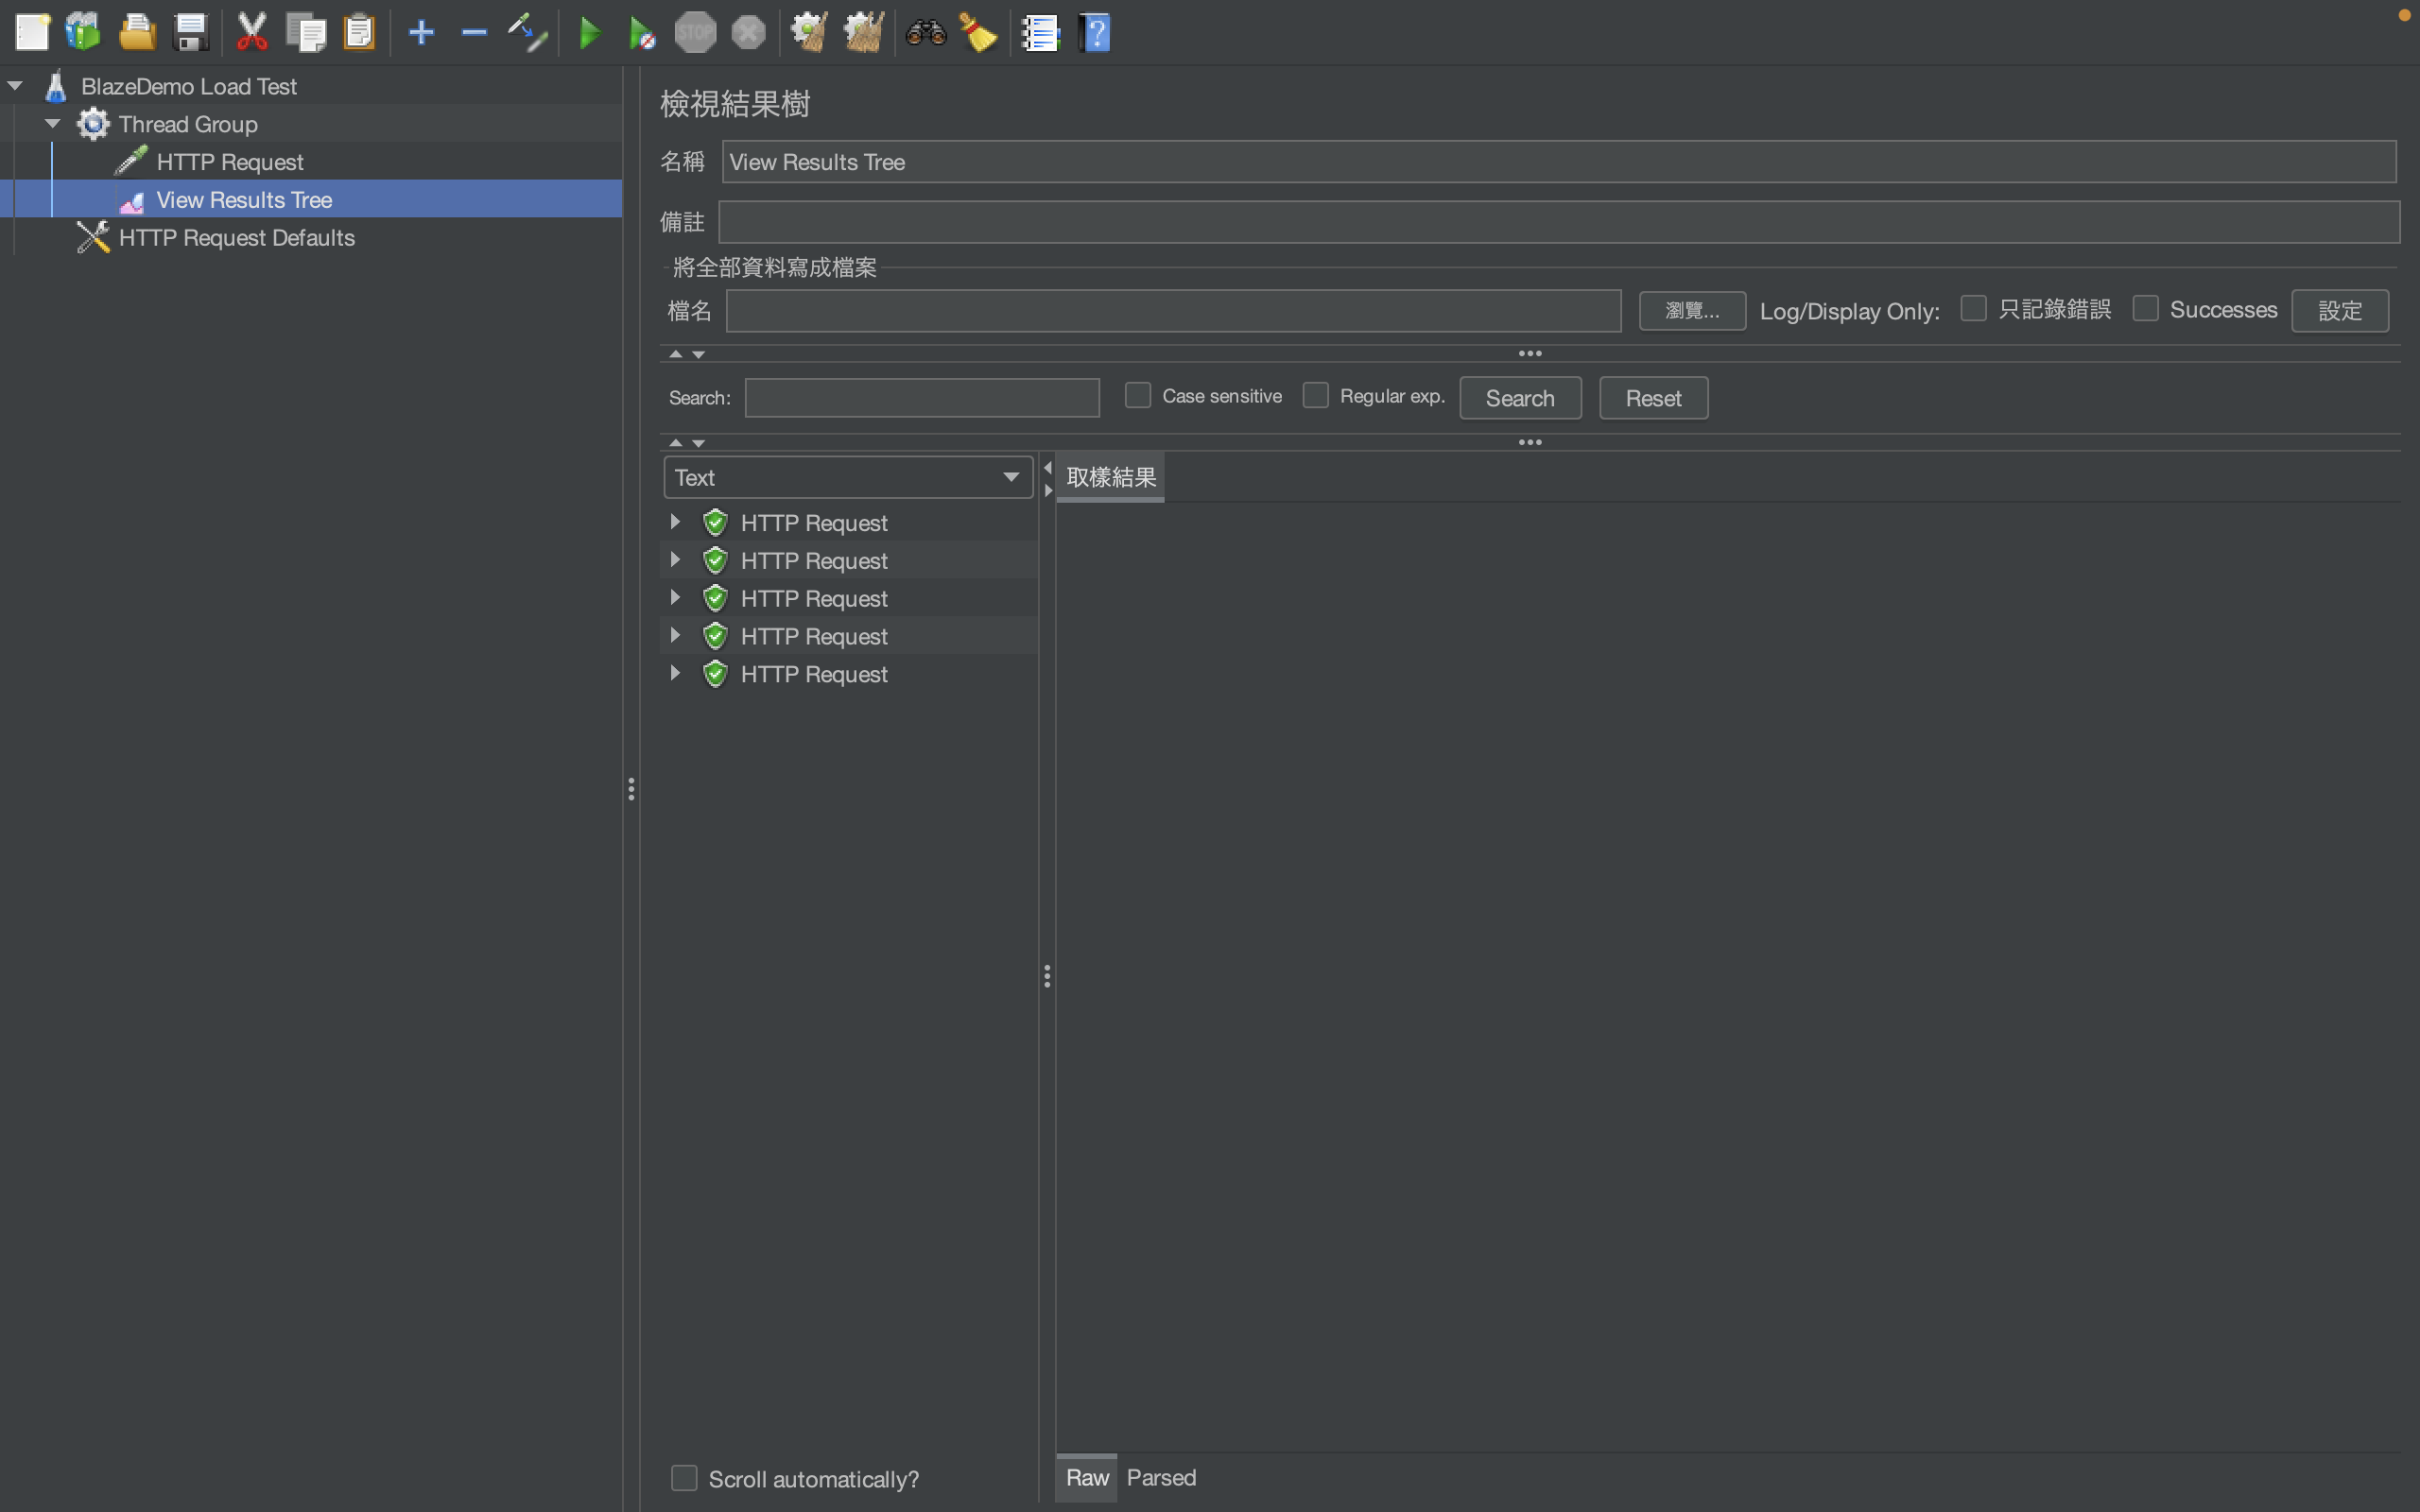 STOP
?
BlazeDemo Load Test
Thread Group
HTTP Request
View Results Tree
HTTP Request Defaults
檢視結果樹
名稱 View Results Tree
備註
將全部資料寫成檔案
檔名 瀏覽... Log/Display Only: 只記錄錯誤 Successes 設定
Search: Case sensitive Regular exp. Search Reset
Text 取樣結果
HTTP Request
HTTP Request
HTTP Request
HTTP Request
HTTP Request
Scroll automatically? Raw Parsed